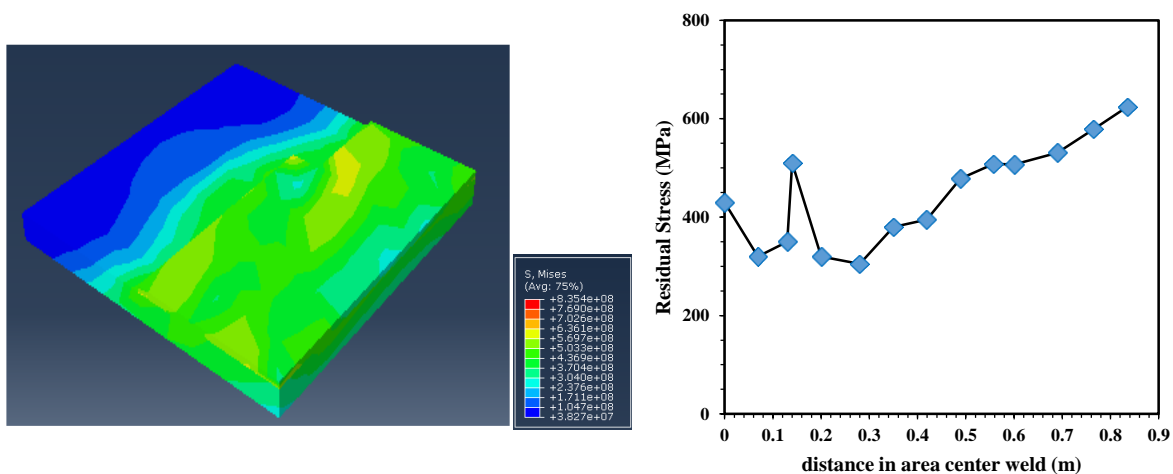 S, Mises
(Avg: 75%)
+8.354e+08
+7.690e+08
+7.026e+08
+6.361e+08
+5.697e+08
+5.033e+08
+4.369e+08
+3.704e+08
+3.040e+08
+2.376e+08
+1.711e+08
+1.047e+08
+3.827e+07
Residual Stress (MPa)
800
600
400
200
0
0 0.1 0.2 0.3 0.4 0.5 0.6 0.7 0.8 0.9
distance in area center weld (m)